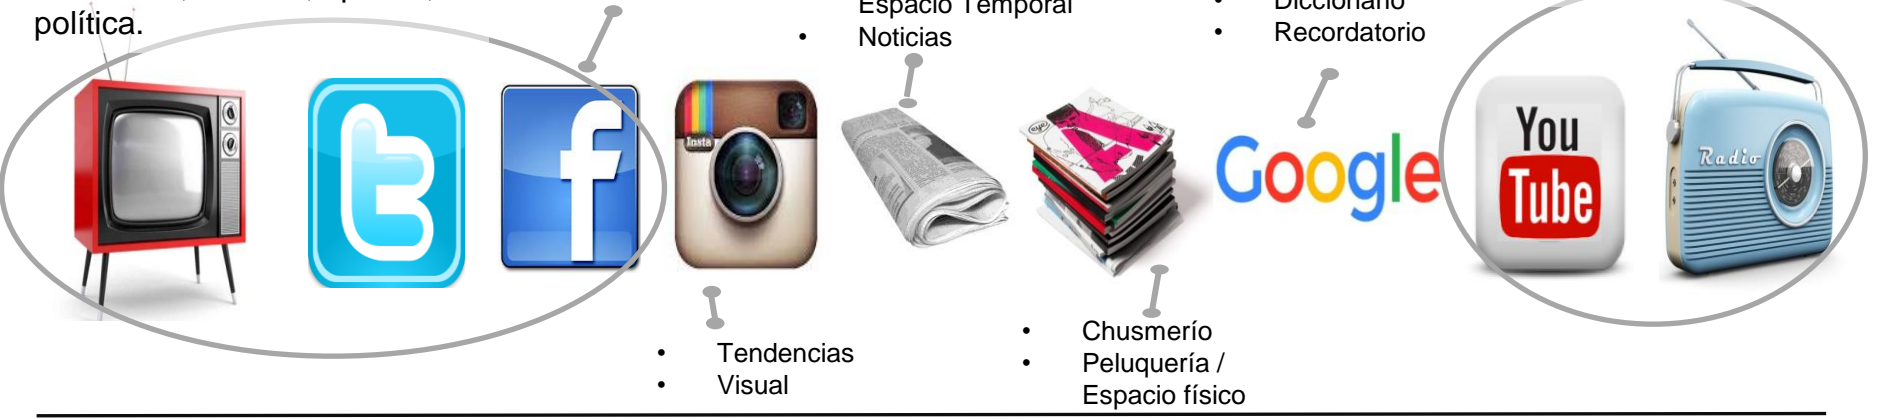 política.
Espacio Temporal
• Noticias
Diccionario
• Recordatorio
Insta
Google
You
Tube
Radio
• Tendencias
• Visual
• Chusmerío
• Peluquería /
Espacio físico